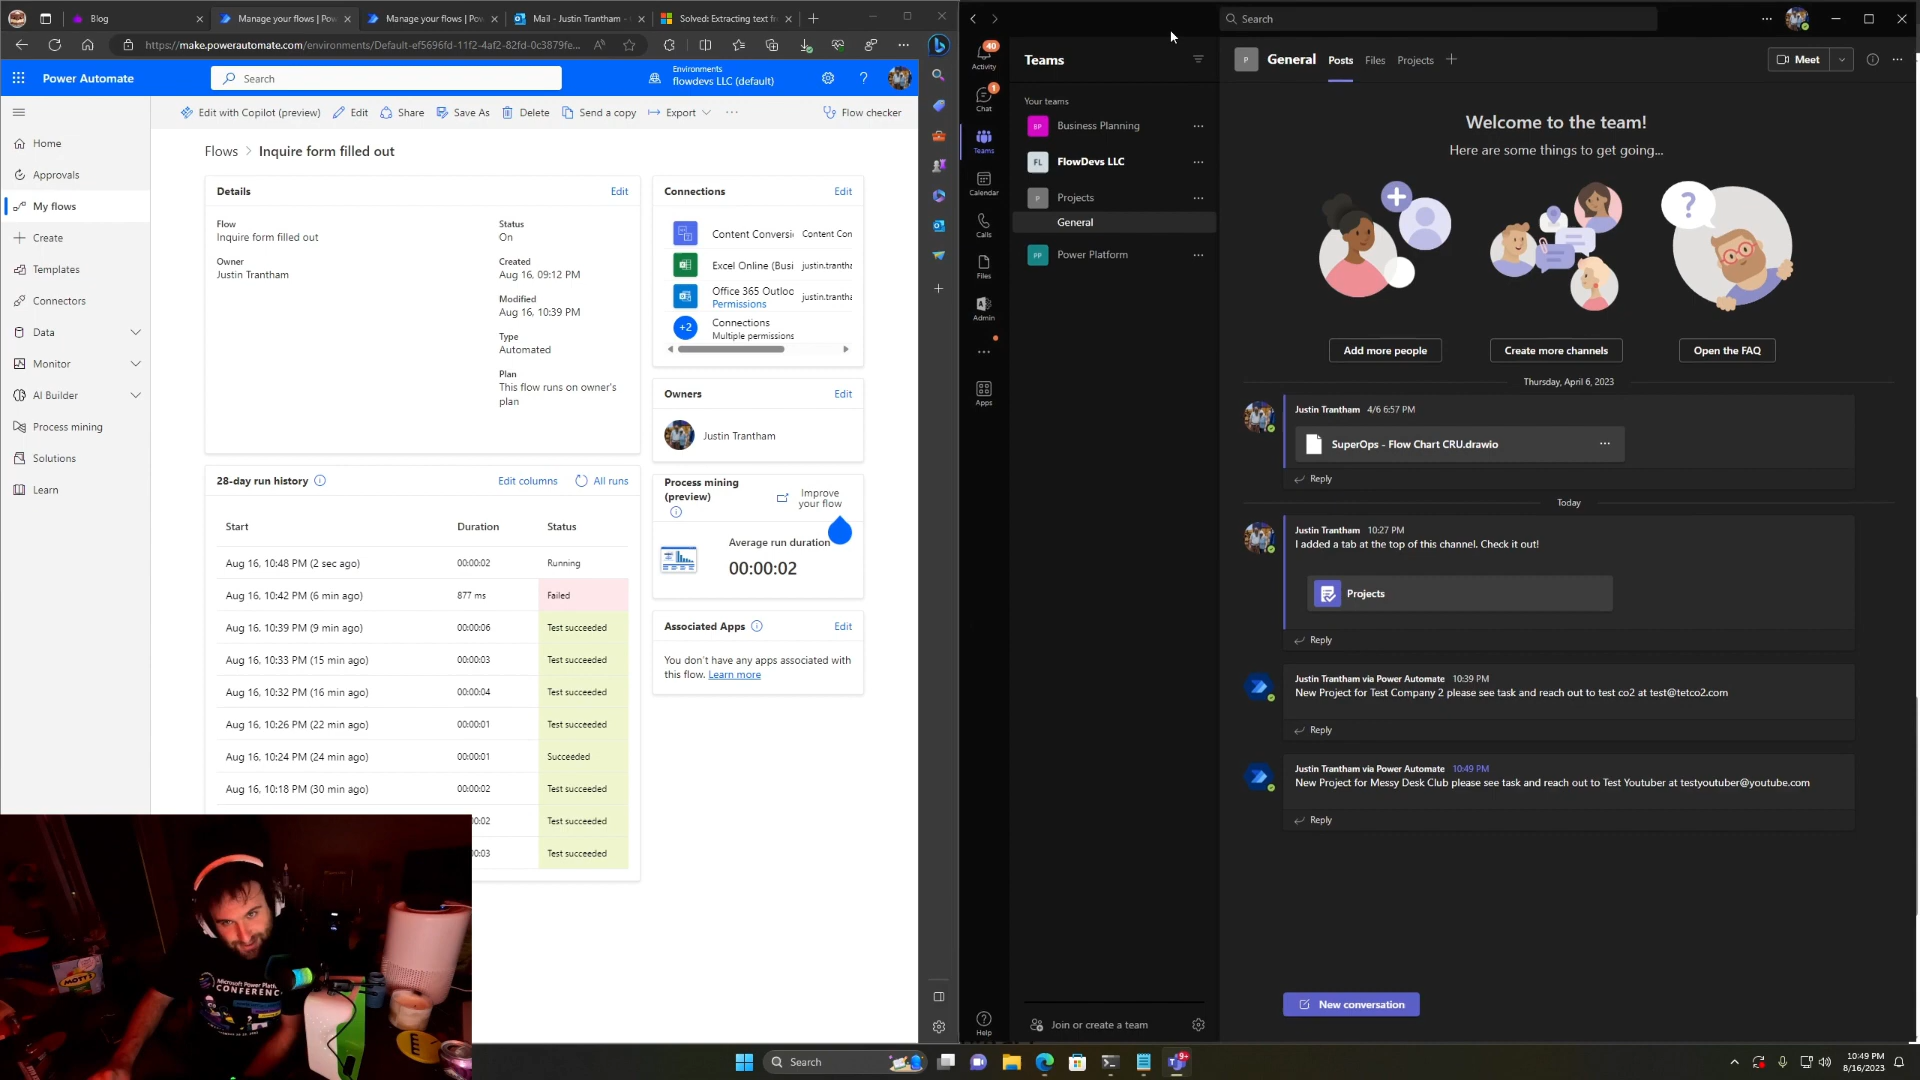 Blog
Manage your flows | Pow
Manage your flows | Pow
Mail - Justin Trantham -
Solved: Extracting text fr
https://make.powerautomate.com/environments/Default-ef5696fd-11f2-4af2-82fd-0c3879fe...
Power Automate
Search
Environments
flowdevs LLC (default)
Edit with Copilot (preview)
Edit
Share
Save As
Delete
Send a copy
Export
Flow checker
Home
Approvals
My flows
Create
Templates
Connectors
Data
Monitor
AI Builder
Process mining
Solutions
Learn
Flows > Inquire form filled out
Details
Edit
Flow
Inquire form filled out
Owner
Justin Trantham
Status
On
Created
Aug 16, 09:12 PM
Modified
Aug 16, 10:39 PM
Type
Automated
Plan
This flow runs on owner's
plan
28-day run history
Edit columns
All runs
Start Duration Status
Aug 16, 10:48 PM (2 sec ago) 00:00:02 Running
Aug 16, 10:42 PM (6 min ago) 877 ms Failed
Aug 16, 10:39 PM (9 min ago) 00:00:06 Test succeeded
Aug 16, 10:33 PM (15 min ago) 00:00:03 Test succeeded
Aug 16, 10:32 PM (16 min ago) 00:00:04 Test succeeded
Aug 16, 10:26 PM (22 min ago) 00:00:01 Test succeeded
Aug 16, 10:24 PM (24 min ago) 00:00:01 Succeeded
Aug 16, 10:18 PM (30 min ago) 00:00:02 Test succeeded
00:02 Test succeeded
00:03 Test succeeded
Connections
Edit
Content Conversi Content Con
Excel Online (Busi justin.trantha
Office 365 Outloo justin.trantha
Permissions
+2
Connections
Multiple permissions
Owners
Edit
Justin Trantham
Process mining
(preview)
Improve
your flow
Average run duration
00:00:02
Associated Apps
Edit
You don't have any apps associated with
this flow. Learn more
MOTT'S
Microsoft Power Platf
CONFERENC
Search
40
Activity
1
Chat
Teams
Calendar
Calls
Files
Admin
Apps
Help
Teams
Your teams
BP Business Planning
FL FlowDevs LLC
P Projects
General
PP Power Platform
Join or create a team
P General
Posts
Files
Projects
Meet
Welcome to the team!
Here are some things to get going...
?
Add more people
Create more channels
Open the FAQ
Thursday, April 6, 2023
Justin Trantham 4/6 6:57 PM
SuperOps - Flow Chart CRU.drawio
Reply
Today
Justin Trantham 10:27 PM
I added a tab at the top of this channel. Check it out!
Projects
Reply
Justin Trantham via Power Automate 10:39 PM
New Project for Test Company 2 please see task and reach out to test co2 at test@tetco2.com
Reply
Justin Trantham via Power Automate 10:49 PM
New Project for Messy Desk Club please see task and reach out to Test Youtuber at testyoutuber@youtube.com
Reply
New conversation
Search
9+
10:49 PM
8/16/2023